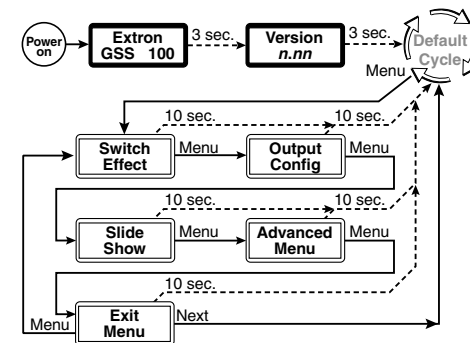 Power
on
Extron
GSS 100
3 sec.
Version
n.nn
3 sec.
Default
Cycle
Menu
10 sec.
10 sec.
Switch
Effect
Menu
Output
Config
Menu
10 sec.
10 sec.
Slide
Show
Menu
Advanced
Menu
Menu
10 sec.
Menu
Exit
Menu
Next